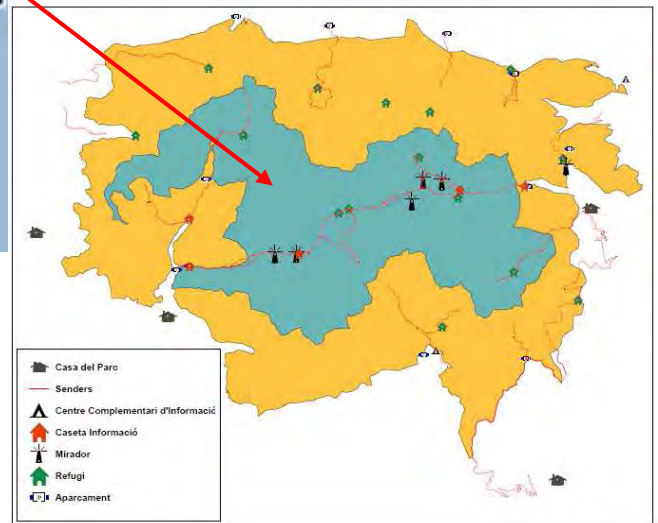 Casa del Parc
Senders
Centre Complementari d'Informació
Caseta Informació
Mirador
Refugi
Aparcament